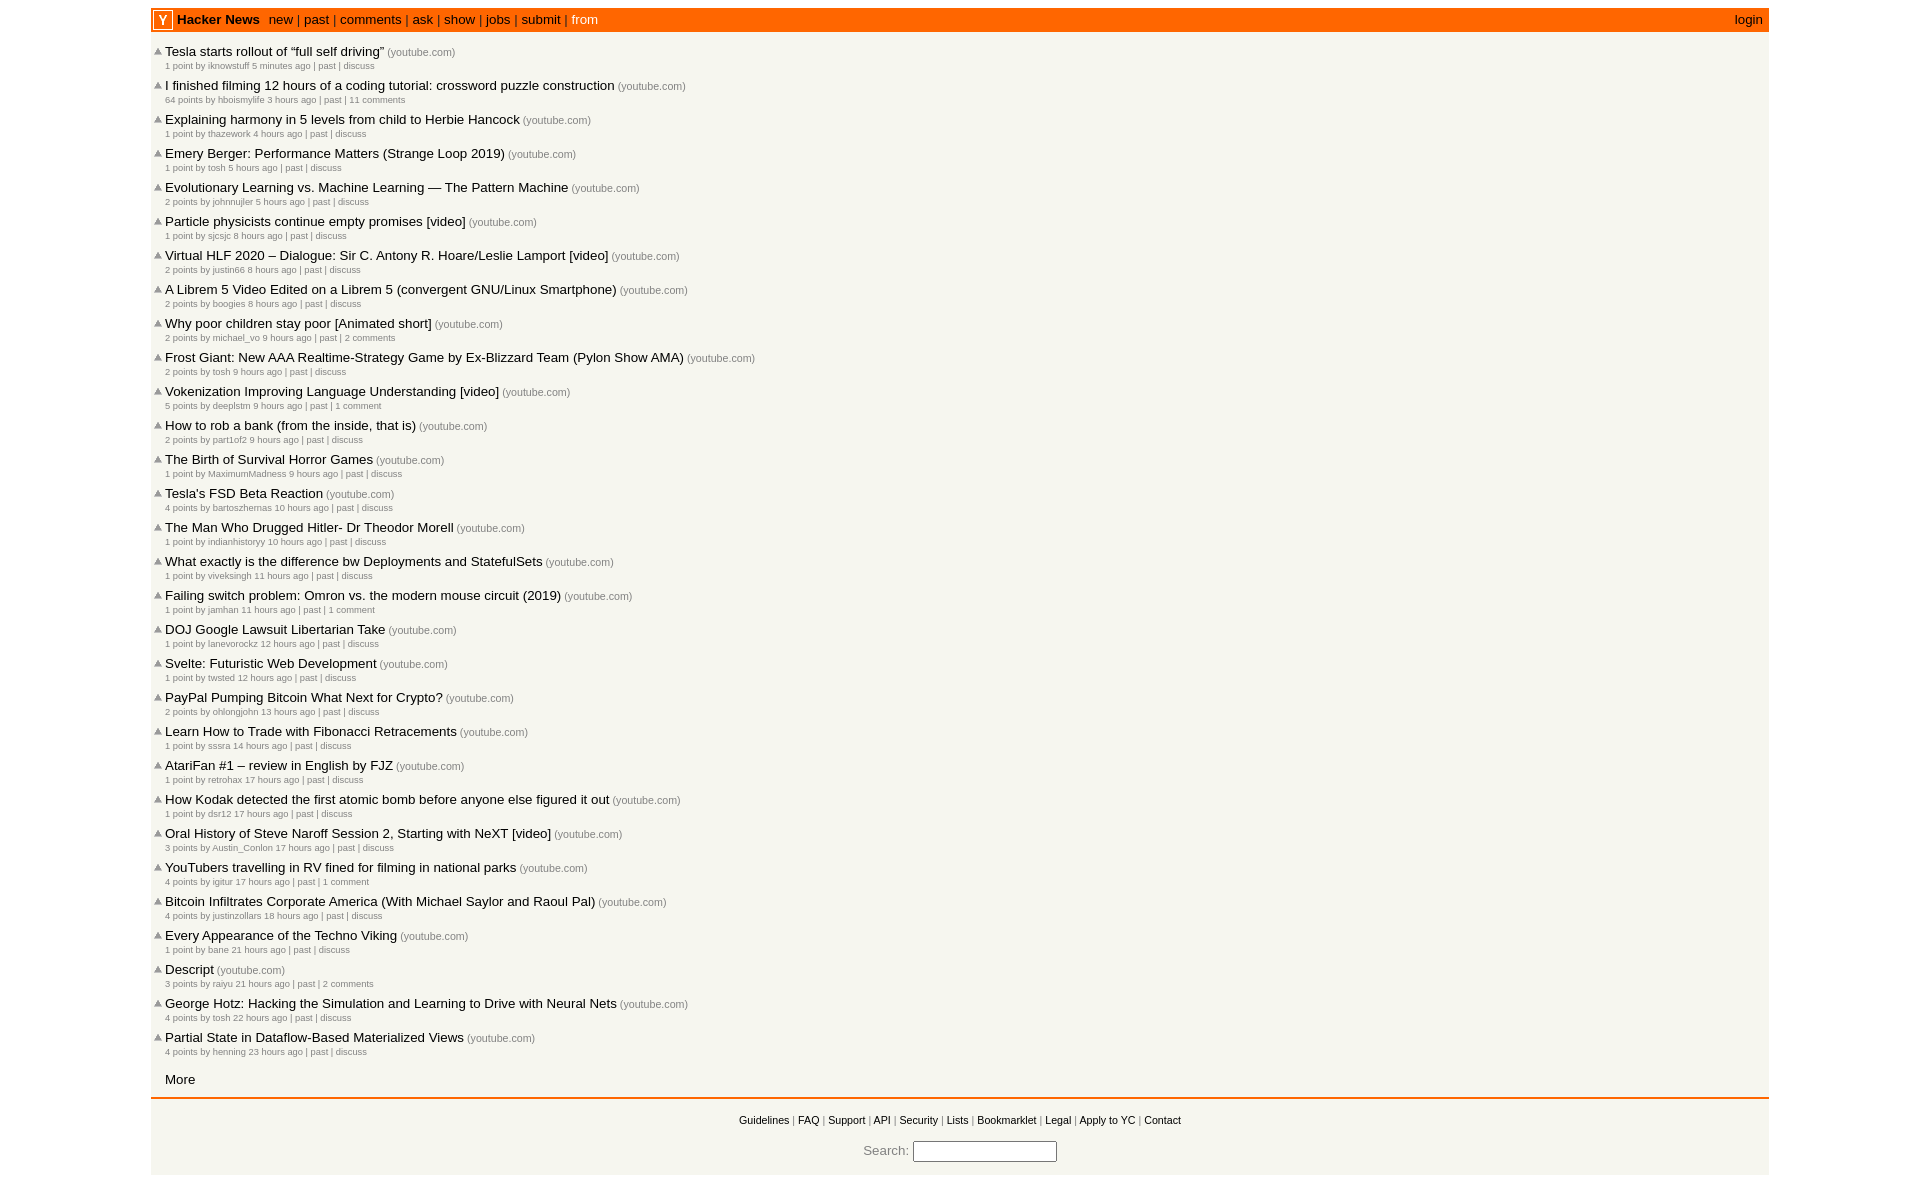 Y Hacker News new | past | comments | ask | show | jobs | submit | from login
Tesla starts rollout of “full self driving” (youtube.com)
1 point by iknowstuff 5 minutes ago | past | discuss
I finished filming 12 hours of a coding tutorial: crossword puzzle construction (youtube.com)
64 points by hboismylife 3 hours ago | past | 11 comments
Explaining harmony in 5 levels from child to Herbie Hancock (youtube.com)
1 point by thazework 4 hours ago | past | discuss
Emery Berger: Performance Matters (Strange Loop 2019) (youtube.com)
1 point by tosh 5 hours ago | past | discuss
Evolutionary Learning vs. Machine Learning — The Pattern Machine (youtube.com)
2 points by johnnujler 5 hours ago | past | discuss
Particle physicists continue empty promises [video] (youtube.com)
1 point by sjcsjc 8 hours ago | past | discuss
Virtual HLF 2020 – Dialogue: Sir C. Antony R. Hoare/Leslie Lamport [video] (youtube.com)
2 points by justin66 8 hours ago | past | discuss
A Librem 5 Video Edited on a Librem 5 (convergent GNU/Linux Smartphone) (youtube.com)
2 points by boogies 8 hours ago | past | discuss
Why poor children stay poor [Animated short] (youtube.com)
2 points by michael_vo 9 hours ago | past | 2 comments
Frost Giant: New AAA Realtime-Strategy Game by Ex-Blizzard Team (Pylon Show AMA) (youtube.com)
2 points by tosh 9 hours ago | past | discuss
Vokenization Improving Language Understanding [video] (youtube.com)
5 points by deeplstm 9 hours ago | past | 1 comment
How to rob a bank (from the inside, that is) (youtube.com)
2 points by part1of2 9 hours ago | past | discuss
The Birth of Survival Horror Games (youtube.com)
1 point by MaximumMadness 9 hours ago | past | discuss
Tesla's FSD Beta Reaction (youtube.com)
4 points by bartoszhernas 10 hours ago | past | discuss
The Man Who Drugged Hitler- Dr Theodor Morell (youtube.com)
1 point by indianhistoryy 10 hours ago | past | discuss
What exactly is the difference bw Deployments and StatefulSets (youtube.com)
1 point by viveksingh 11 hours ago | past | discuss
Failing switch problem: Omron vs. the modern mouse circuit (2019) (youtube.com)
1 point by jamhan 11 hours ago | past | 1 comment
DOJ Google Lawsuit Libertarian Take (youtube.com)
1 point by lanevorockz 12 hours ago | past | discuss
Svelte: Futuristic Web Development (youtube.com)
1 point by twsted 12 hours ago | past | discuss
PayPal Pumping Bitcoin What Next for Crypto? (youtube.com)
2 points by ohlongjohn 13 hours ago | past | discuss
Learn How to Trade with Fibonacci Retracements (youtube.com)
1 point by sssra 14 hours ago | past | discuss
AtariFan #1 – review in English by FJZ (youtube.com)
1 point by retrohax 17 hours ago | past | discuss
How Kodak detected the first atomic bomb before anyone else figured it out (youtube.com)
1 point by dsr12 17 hours ago | past | discuss
Oral History of Steve Naroff Session 2, Starting with NeXT [video] (youtube.com)
3 points by Austin_Conlon 17 hours ago | past | discuss
YouTubers travelling in RV fined for filming in national parks (youtube.com)
4 points by igitur 17 hours ago | past | 1 comment
Bitcoin Infiltrates Corporate America (With Michael Saylor and Raoul Pal) (youtube.com)
4 points by justinzollars 18 hours ago | past | discuss
Every Appearance of the Techno Viking (youtube.com)
1 point by bane 21 hours ago | past | discuss
Descript (youtube.com)
3 points by raiyu 21 hours ago | past | 2 comments
George Hotz: Hacking the Simulation and Learning to Drive with Neural Nets (youtube.com)
4 points by tosh 22 hours ago | past | discuss
Partial State in Dataflow-Based Materialized Views (youtube.com)
4 points by henning 23 hours ago | past | discuss
More
Guidelines | FAQ | Support | API | Security | Lists | Bookmarklet | Legal | Apply to YC | Contact
Search: